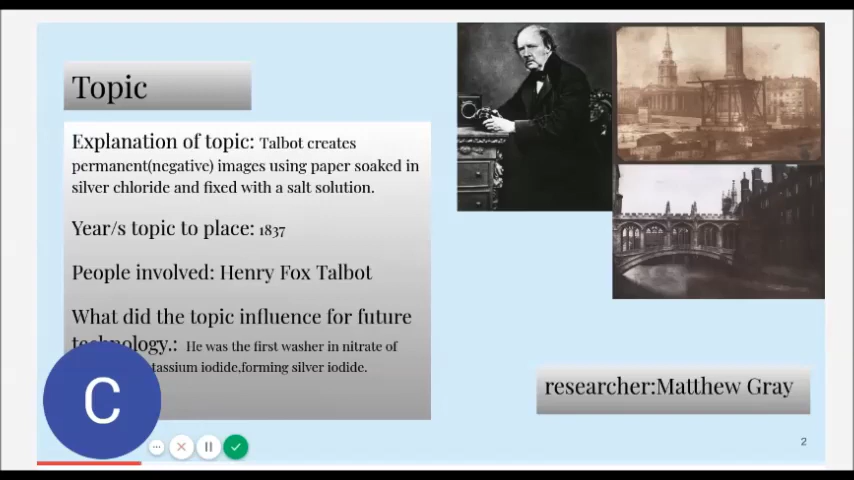 Topic
Explanation of topic: Talbot creates
permanent(negative) images using paper soaked in
silver chloride and fixed with a salt solution.
Year/s topic to place: 1837
People involved: Henry Fox Talbot
What did the topic influence for future
technology.: He was the first washer in nitrate of
iodide,forming silver iodide.
researcher:Matthew Gray
C
2